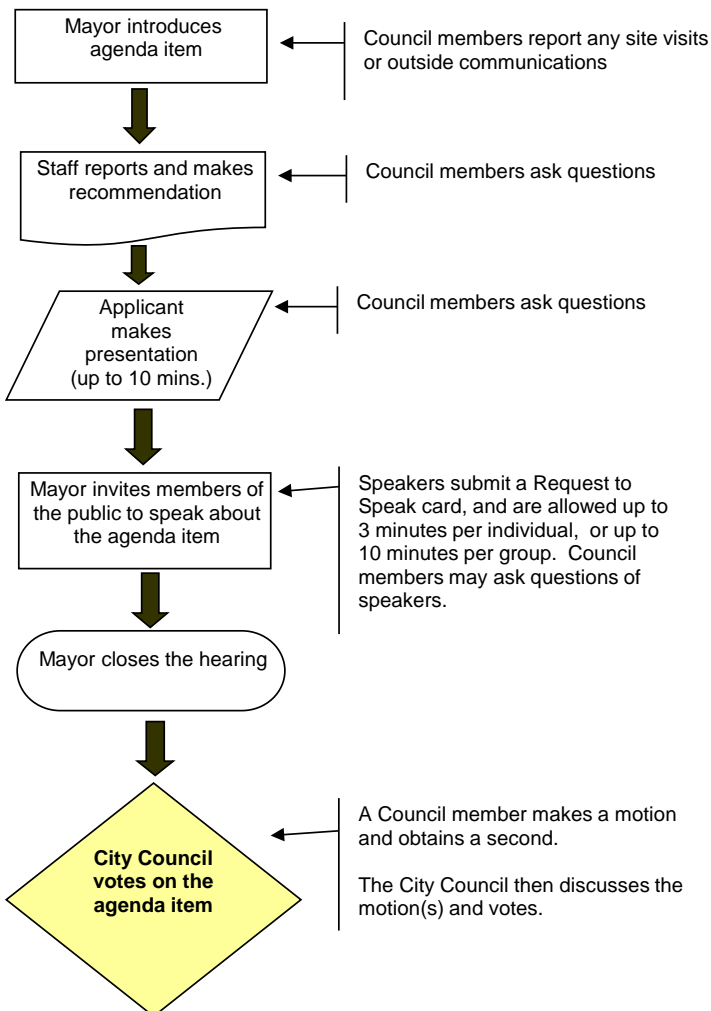 Mayor introduces
agenda item
Council members report any site visits
or outside communications
Staff reports and makes
recommendation
Council members ask questions
Applicant
makes
presentation
(up to 10 mins.)
Council members ask questions
Mayor invites members of
the public to speak about
the agenda item
Speakers submit a Request to
Speak card, and are allowed up to
3 minutes per individual, or up to
10 minutes per group. Council
members may ask questions of
speakers.
Mayor closes the hearing
City Council
votes on the
agenda item
A Council member makes a motion
and obtains a second.
The City Council then discusses the
motion(s) and votes.